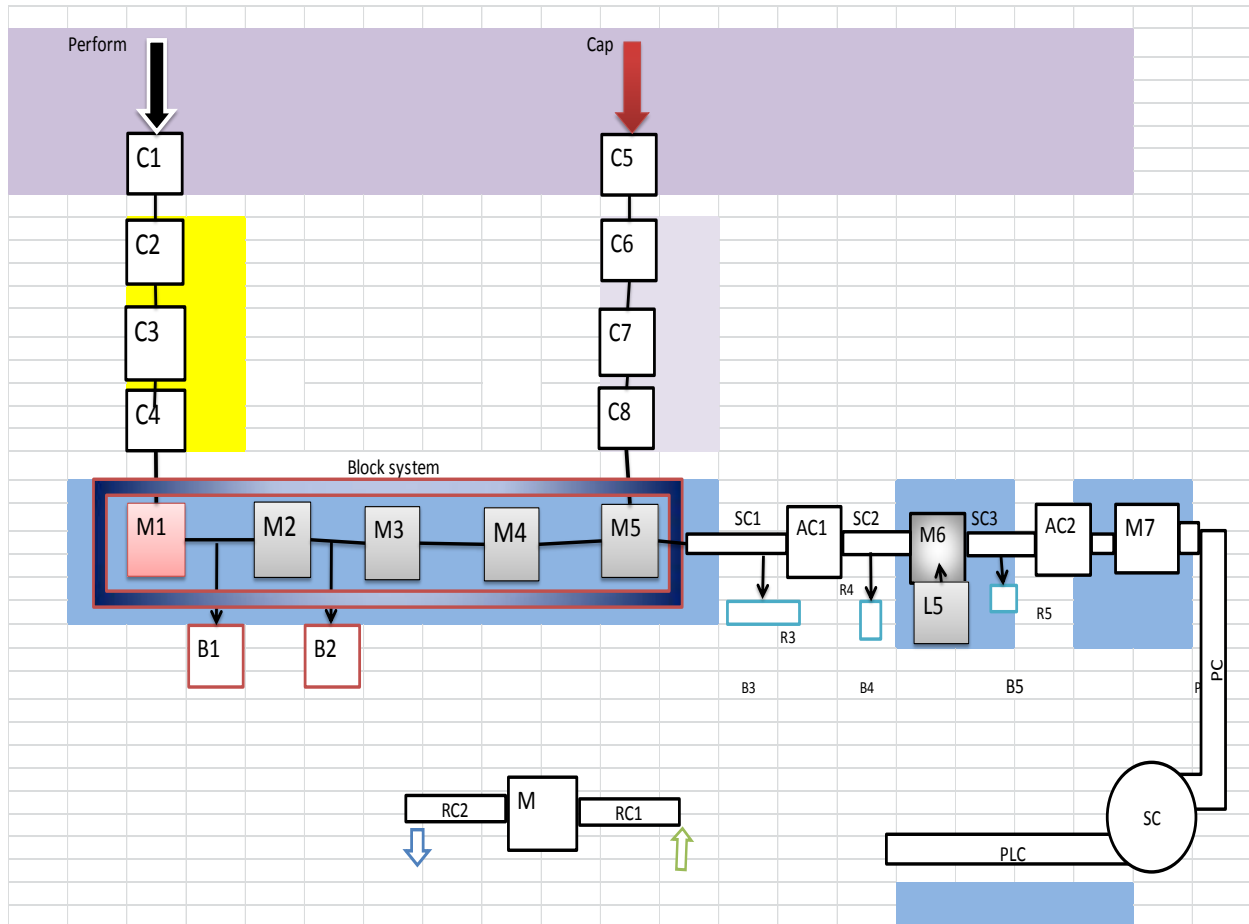 Perform
Cap
C1
C5
C2
C6
C3
C7
C4
C8
Block system
M1
M2
M3
M4
M5
SC1
AC1
SC2
M6
SC3
AC2
M7
L5
R4
R3
R5
B1
B2
B3
B4
B5
P
PC
RC2
M
RC1
SC
PLC